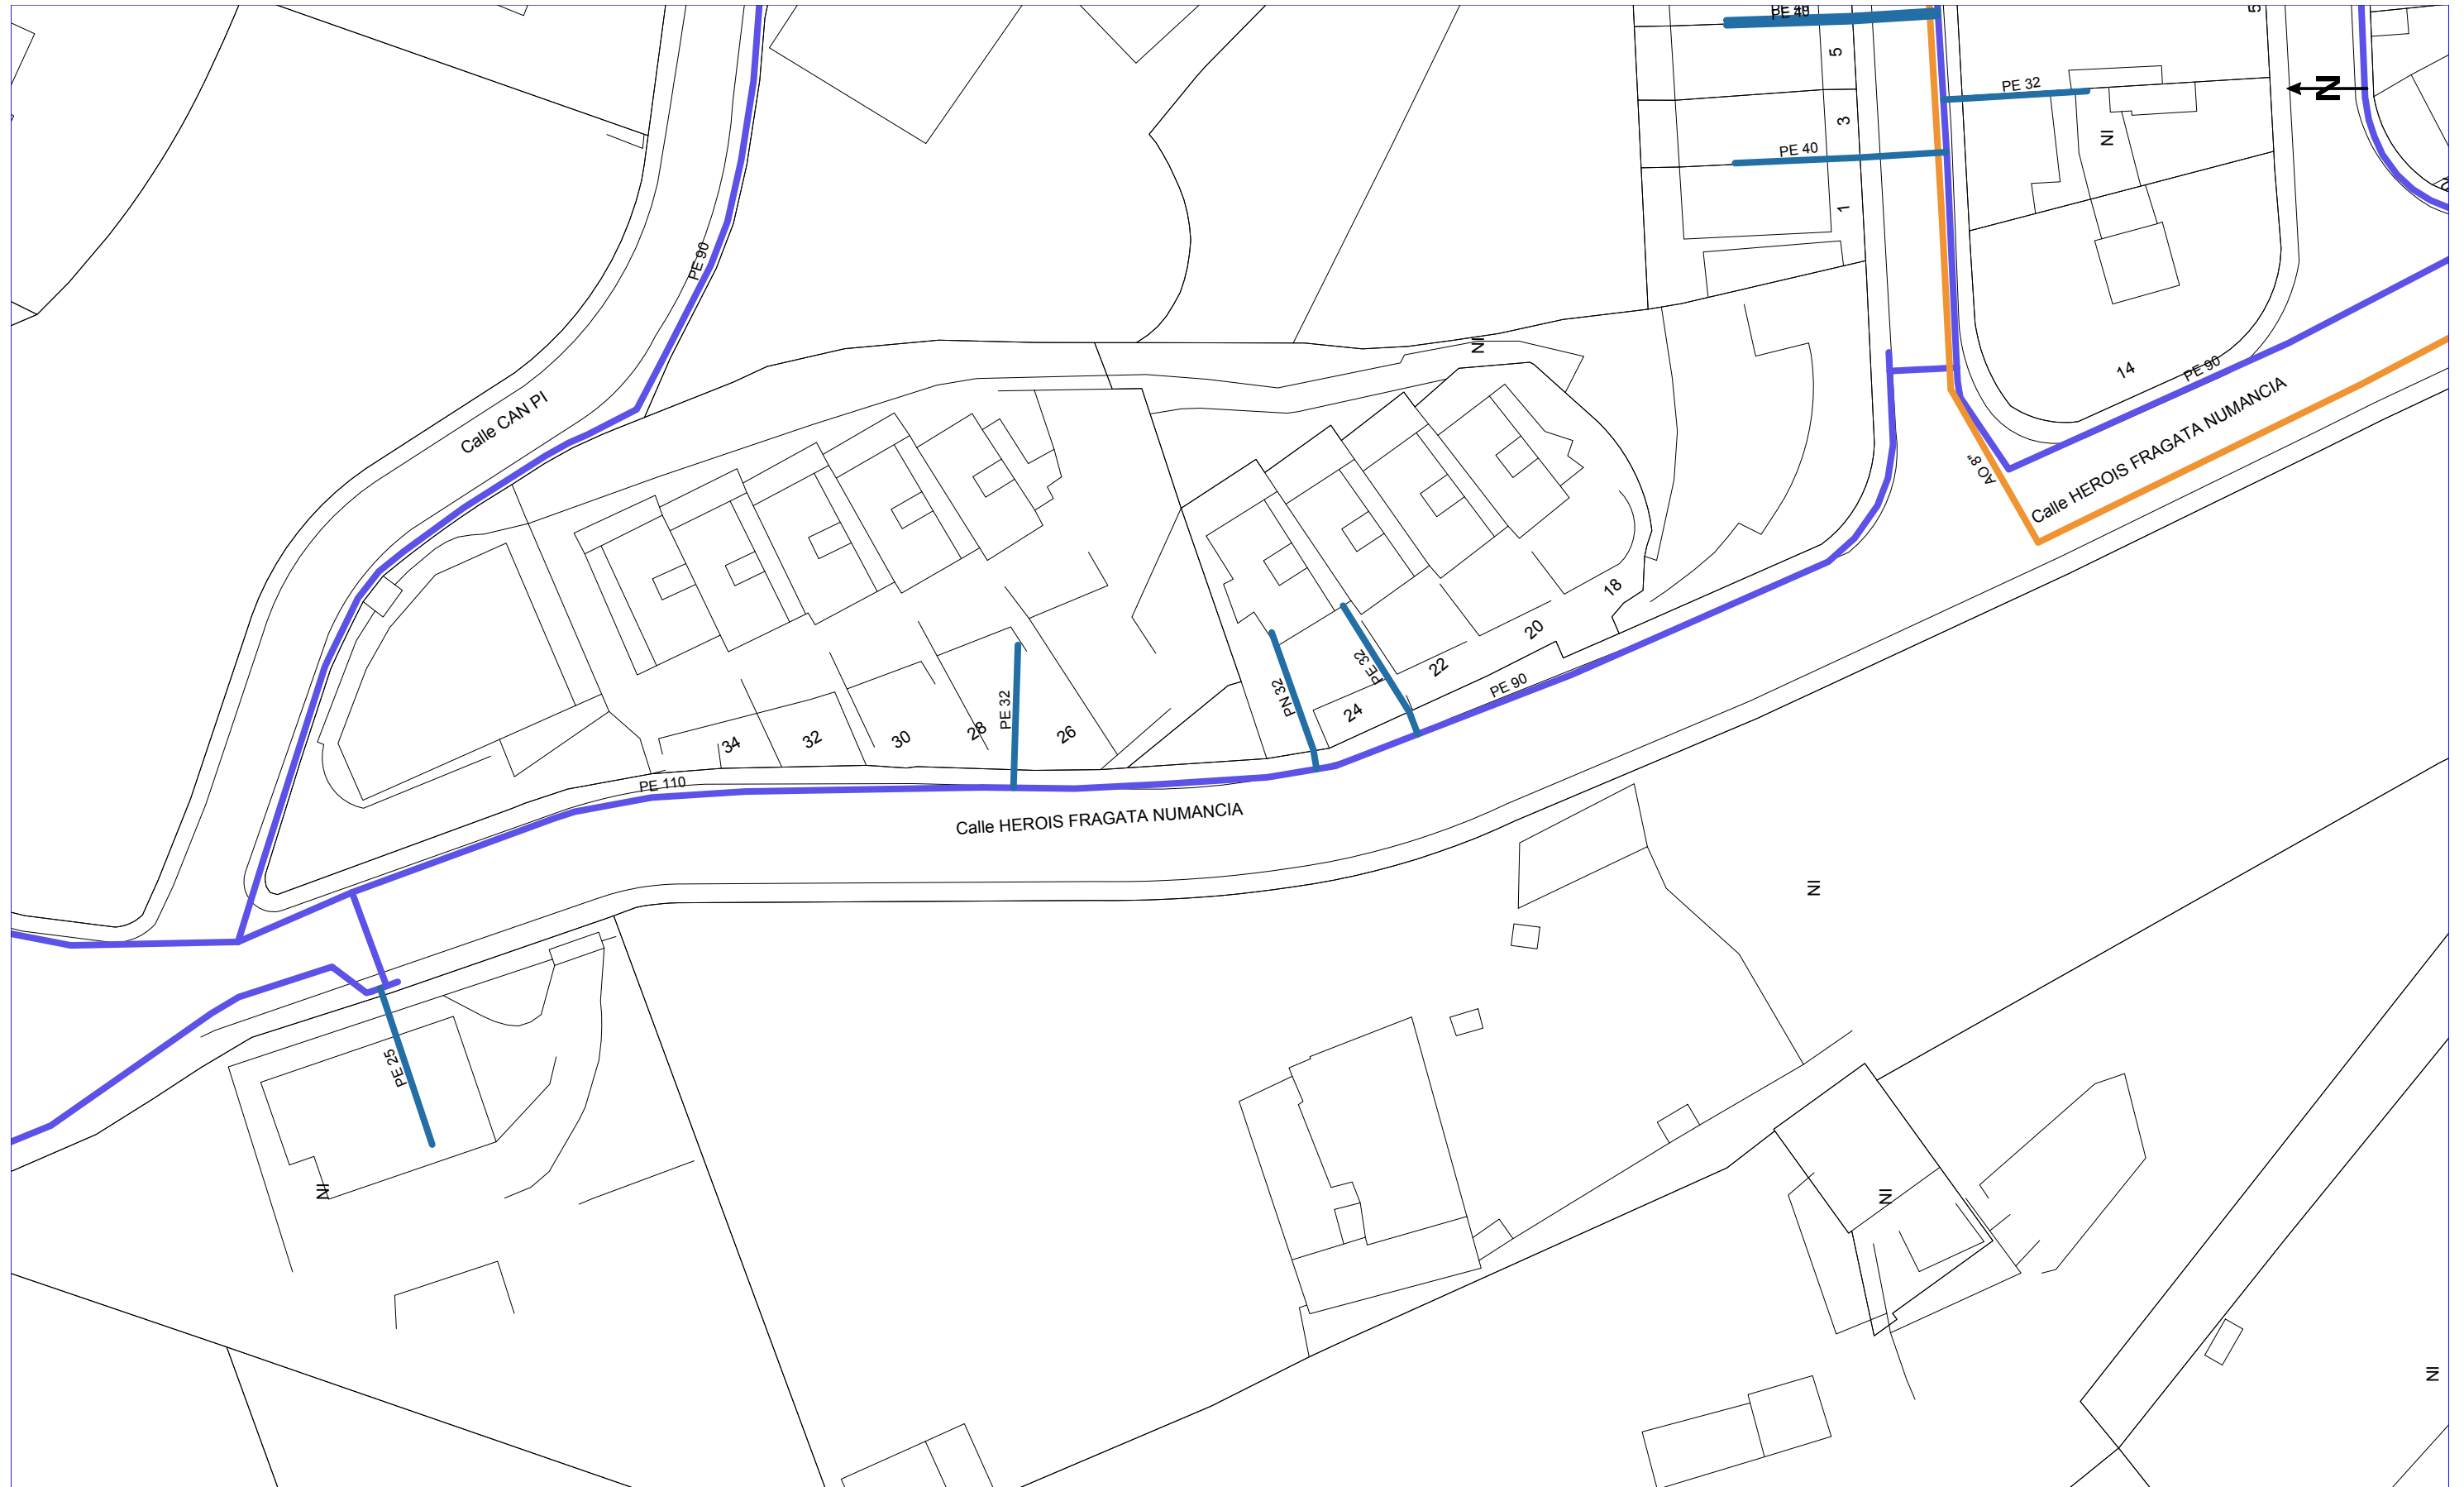 PE 40
5
5
PE 32
N
3
PE 40
NI
1
PE 90
NI
14
PE 90
Calle CAN PI
Calle HEROIS FRAGATA NUMANCIA
AO 8"
18
20
22
PE 32
PE 90
PN 32
24
PE 32
26
28
30
32
34
PE 110
Calle HEROIS FRAGATA NUMANCIA
NI
PE 25
NI
NI
NI